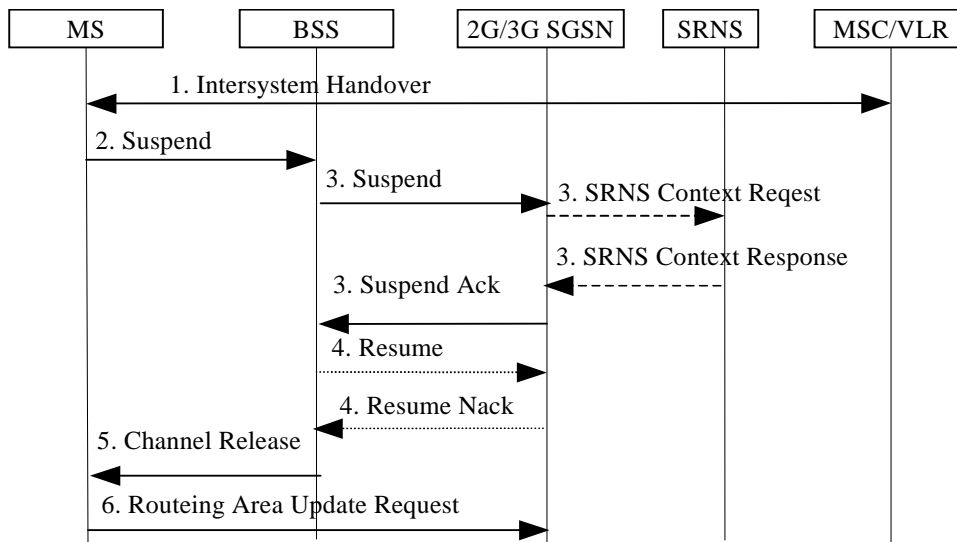 MS BSS 2G/3G SGSN SRNS MSC/VLR
1. Intersystem Handover
2. Suspend
3. Suspend
3. SRNS Context Reqest
3. SRNS Context Response
3. Suspend Ack
4. Resume
4. Resume Nack
5. Channel Release
6. Routeing Area Update Request